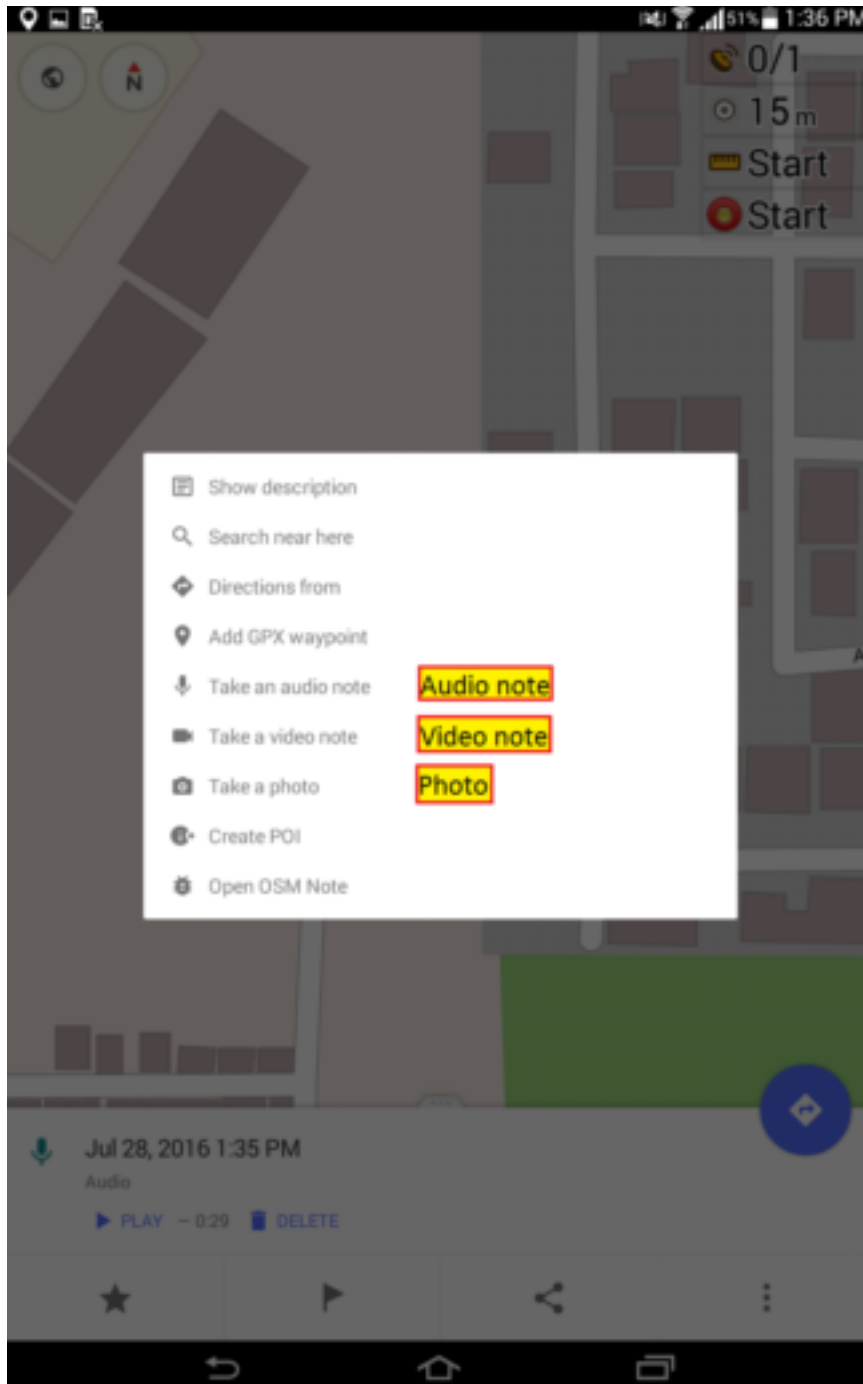 51% 1:36 PM
N
0/1
15 m
Start
Start
Show description
Search near here
Directions from
Add GPX waypoint
Take an audio note Audio note
Take a video note Video note
Take a photo Photo
Create POI
Open OSM Note
A
Jul 28, 2016 1:35 PM
Audio
PLAY – 0:29 DELETE